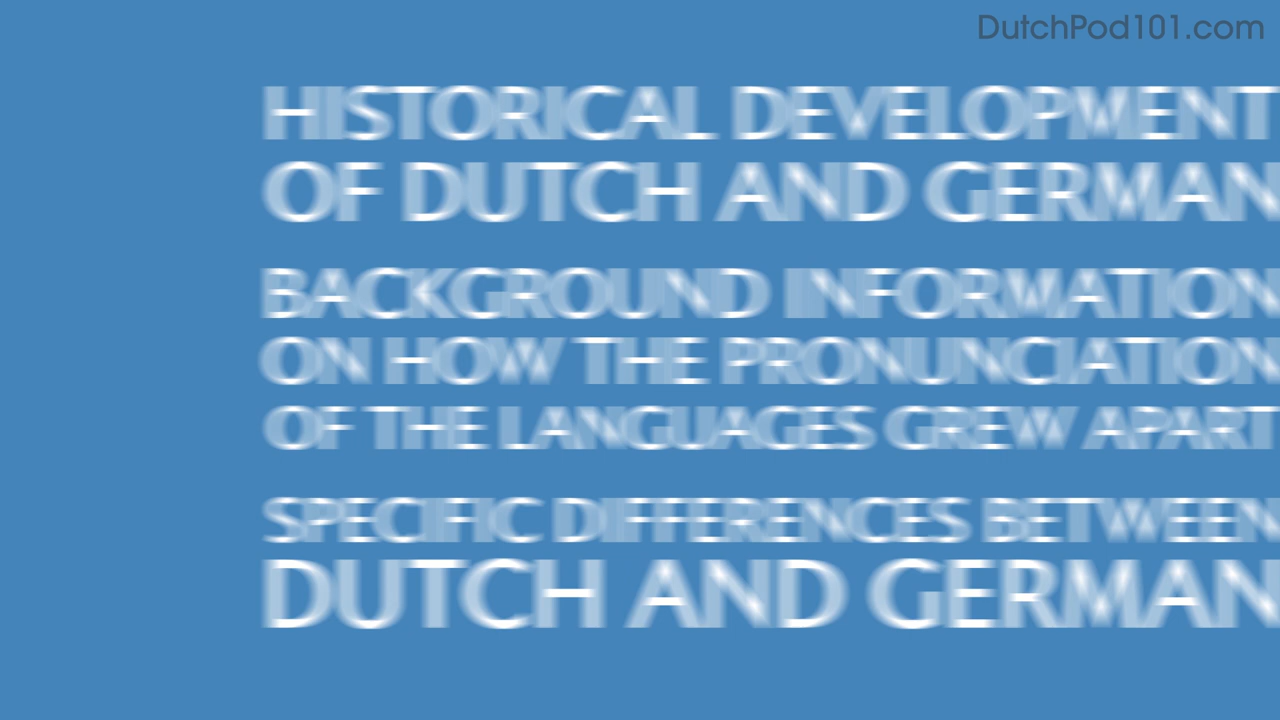 DutchPod101.com
HISTORICAL DEVELOPMENT
OF DUTCH AND GERMAN
BACKGROUND INFORMATION
ON HOW THE PRONUNCIATION
OF THE LANGUAGES GREW APART
SPECIFIC DIFFERENCES BETWEEN
DUTCH AND GERMAN